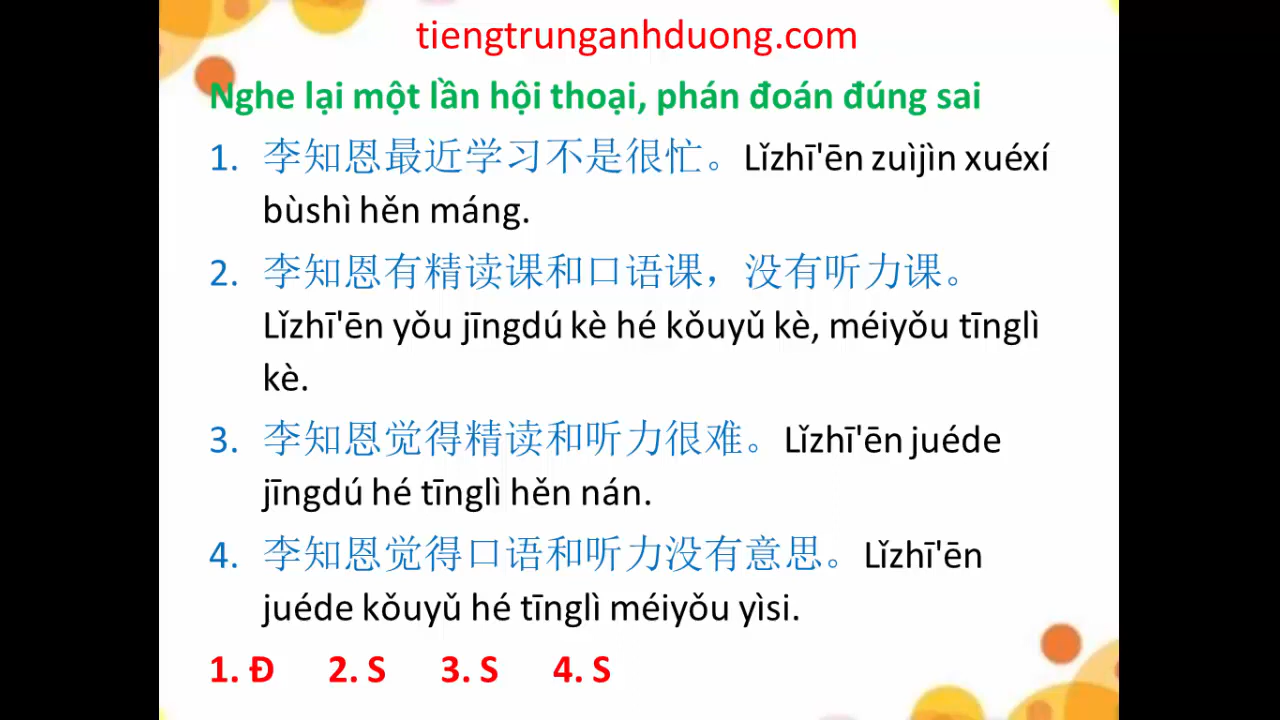 tiengtrunganhduong.com
Nghe lại một lần hội thoại, phán đoán đúng sai
1. 李知恩最近学习不是很忙。Lǐzhī'ēn zuìjìn xuéxí
bùshì hěn máng.
2. 李知恩有精读课和口语课，没有听力课。
Lǐzhī'ēn yǒu jīngdú kè hé kǒuyǔ kè, méiyǒu tīnglì
kè.
3. 李知恩觉得精读和听力很难。Lǐzhī'ēn juéde
jīngdú hé tīnglì hěn nán.
4. 李知恩觉得口语和听力没有意思。Lǐzhī'ēn
juéde kǒuyǔ hé tīnglì méiyǒu yìsi.
1. Đ 2. S 3. S 4. S